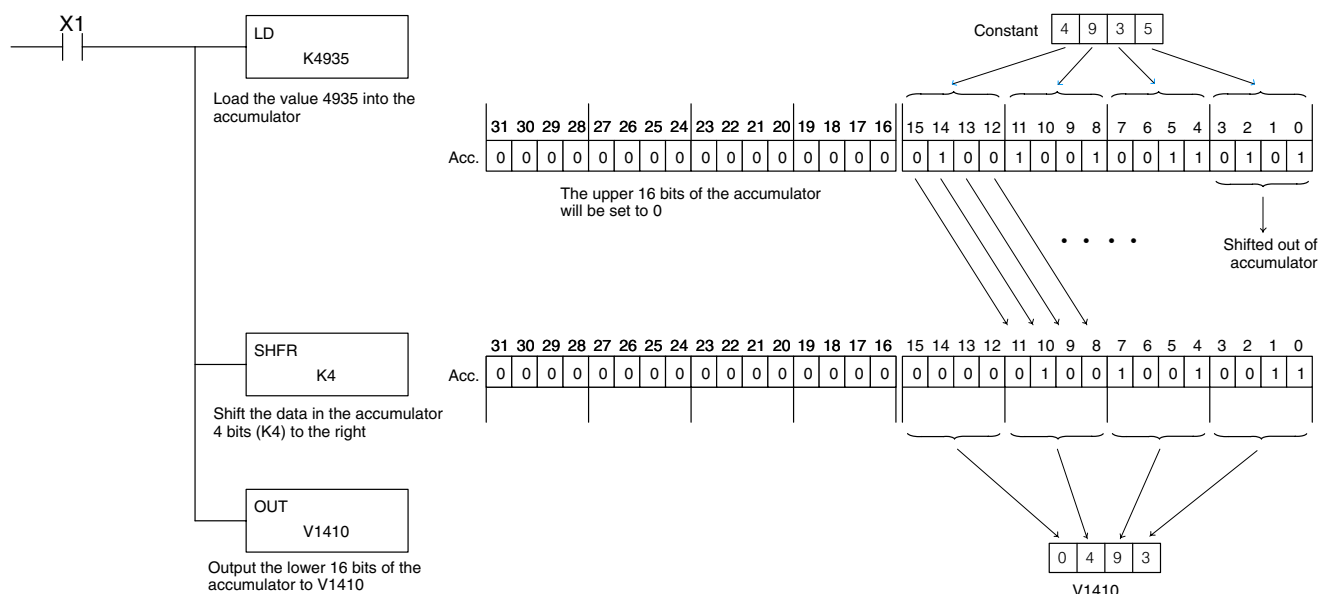 X1
LD
K4935
Load the value 4935 into the
accumulator
Constant 4 9 3 5
31 30 29 28 27 26 25 24 23 22 21 20 19 18 17 16 15 14 13 12 11 10 9 8 7 6 5 4 3 2 1 0
Acc. 0 0 0 0 0 0 0 0 0 0 0 0 0 0 0 0 0 1 0 0 1 0 0 1 0 0 1 1 0 1 0 1
The upper 16 bits of the accumulator
will be set to 0
. . . .
Shifted out of
accumulator
SHFR
K4
Shift the data in the accumulator
4 bits (K4) to the right
31 30 29 28 27 26 25 24 23 22 21 20 19 18 17 16 15 14 13 12 11 10 9 8 7 6 5 4 3 2 1 0
Acc. 0 0 0 0 0 0 0 0 0 0 0 0 0 0 0 0 0 0 0 0 0 1 0 0 1 0 0 1 0 0 1 1
OUT
V1410
Output the lower 16 bits of the
accumulator to V1410
0 4 9 3
V1410